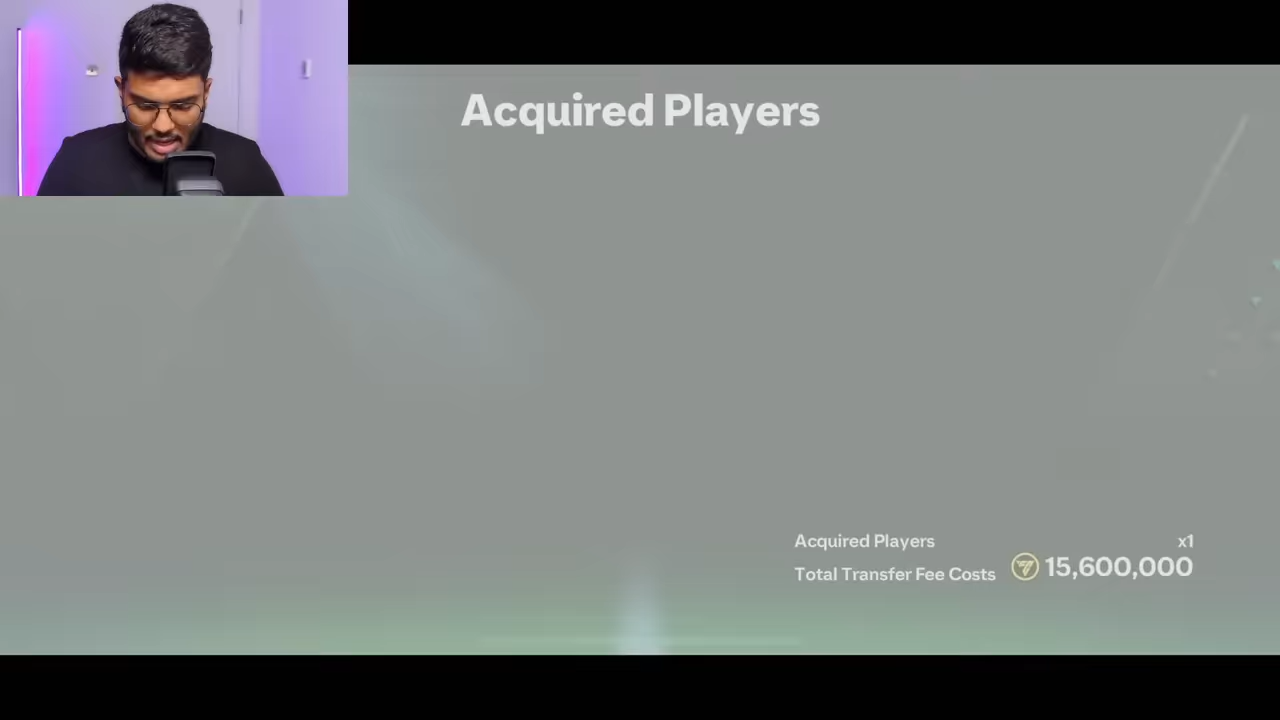 Acquired Players
Acquired Players x1
Total Transfer Fee Costs 15,600,000